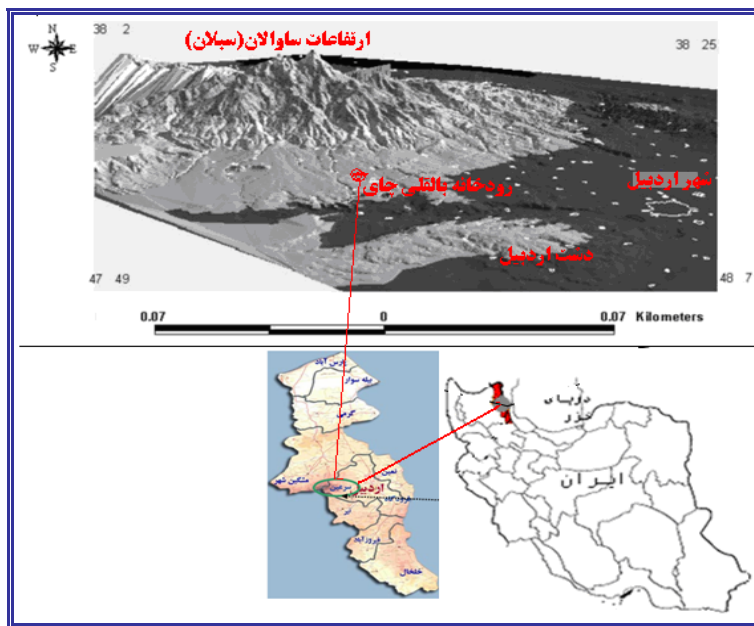 ارتفاعات ساوالان(سبلان)
N
W E
S
38 2
38 25
رودخانه بالقلی چای
شهر اردبیل
دشت اردبیل
47 49
48 7
0.07 0 0.07 Kilometers
پارس آباد
بیله سوار
گرمی
مشگین شهر
نمین
سرعین
اردبیل
نیر
فیروزآباد
خلخال
دریای
خزر
ایران